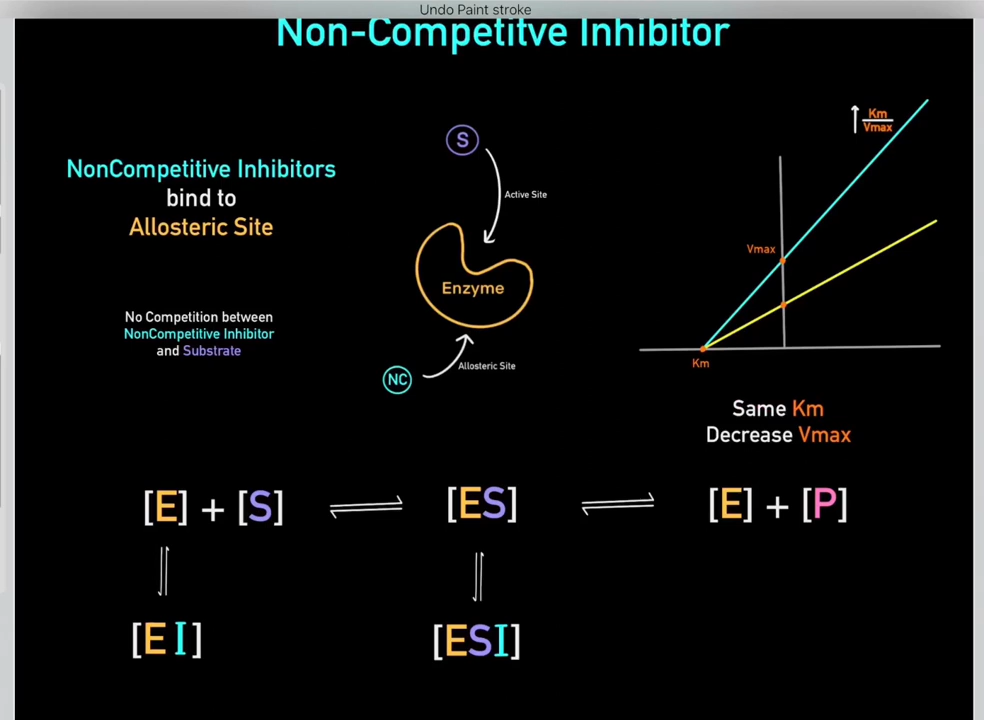 Undo Paint stroke
Non-Competitve Inhibitor
NonCompetitive Inhibitors
bind to
Allosteric Site
No Competition between
NonCompetitive Inhibitor
and Substrate
S
Active Site
Enzyme
NC
Allosteric Site
Km
Vmax
Vmax
Km
Same Km
Decrease Vmax
[E] + [S] ⇌ [ES] ⇌ [E] + [P]
[EI] [ESI]